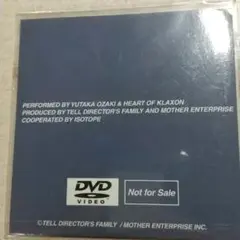 PERFORMED BY YUTAKA OZAKI & HEART OF KLAXON
PRODUCED BY TELL DIRECTOR'S FAMILY AND MOTHER ENTERPRISE
COOPERATED BY ISOTOPE
DVD
VIDEO
Not for Sale
©TELL DIRECTOR'S FAMILY / MOTHER ENTERPRISE INC.